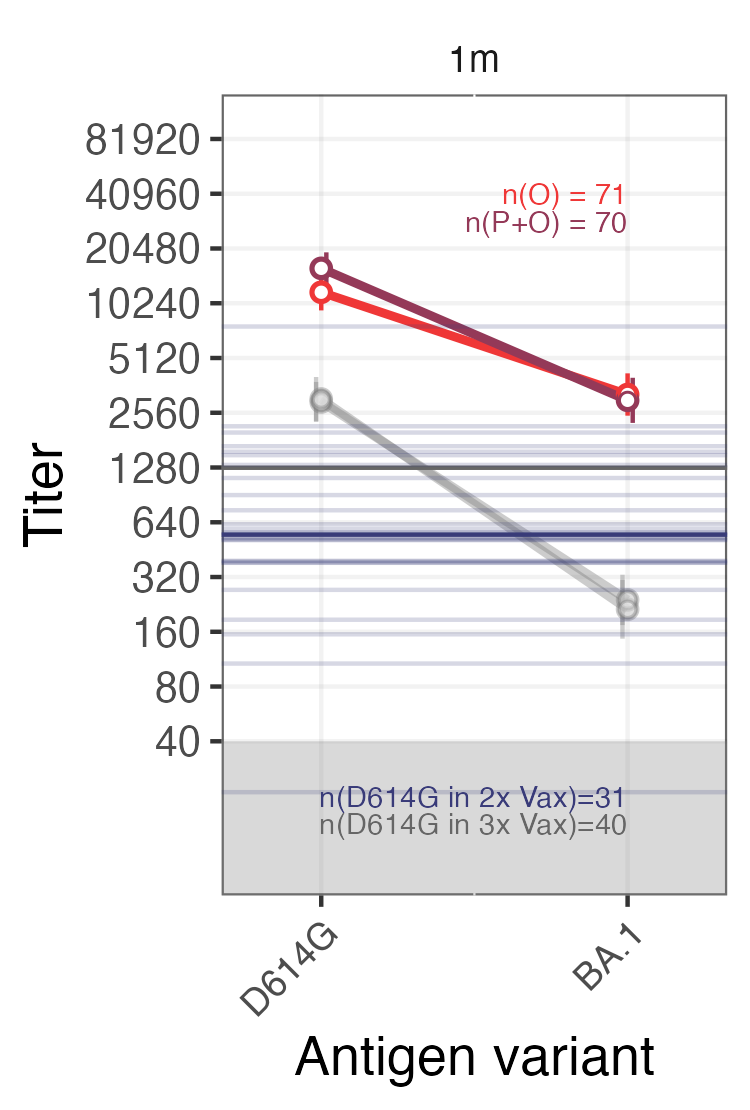 1m
81920
40960
20480
10240
5120
2560
1280
640
320
160
80
40
Titer
n(O) = 71
n(P+O) = 70
n(D614G in 2x Vax)=31
n(D614G in 3x Vax)=40
D614G
BA.1
Antigen variant